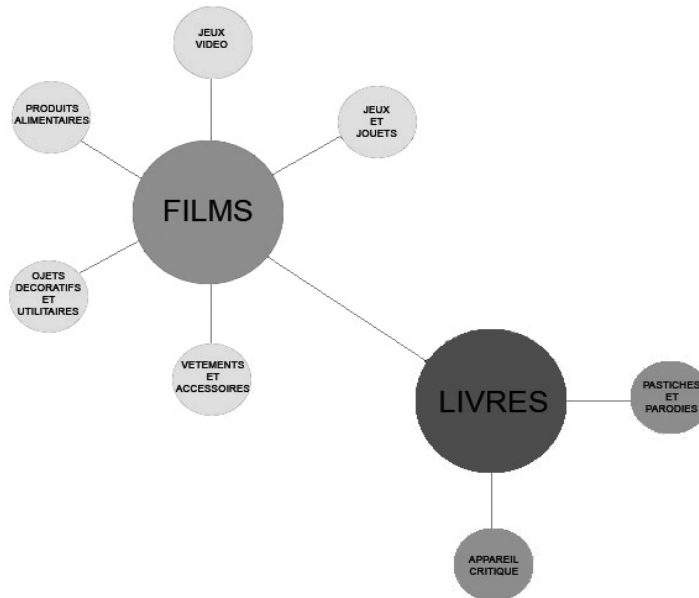 JEUX
VIDEO
PRODUITS
ALIMENTAIRES
JEUX
ET
JOUETS
FILMS
OJETS
DECORATIFS
ET
UTILITAIRES
VETEMENTS
ET
ACCESSOIRES
LIVRES
PASTICHES
ET
PARODIES
APPAREIL
CRITIQUE